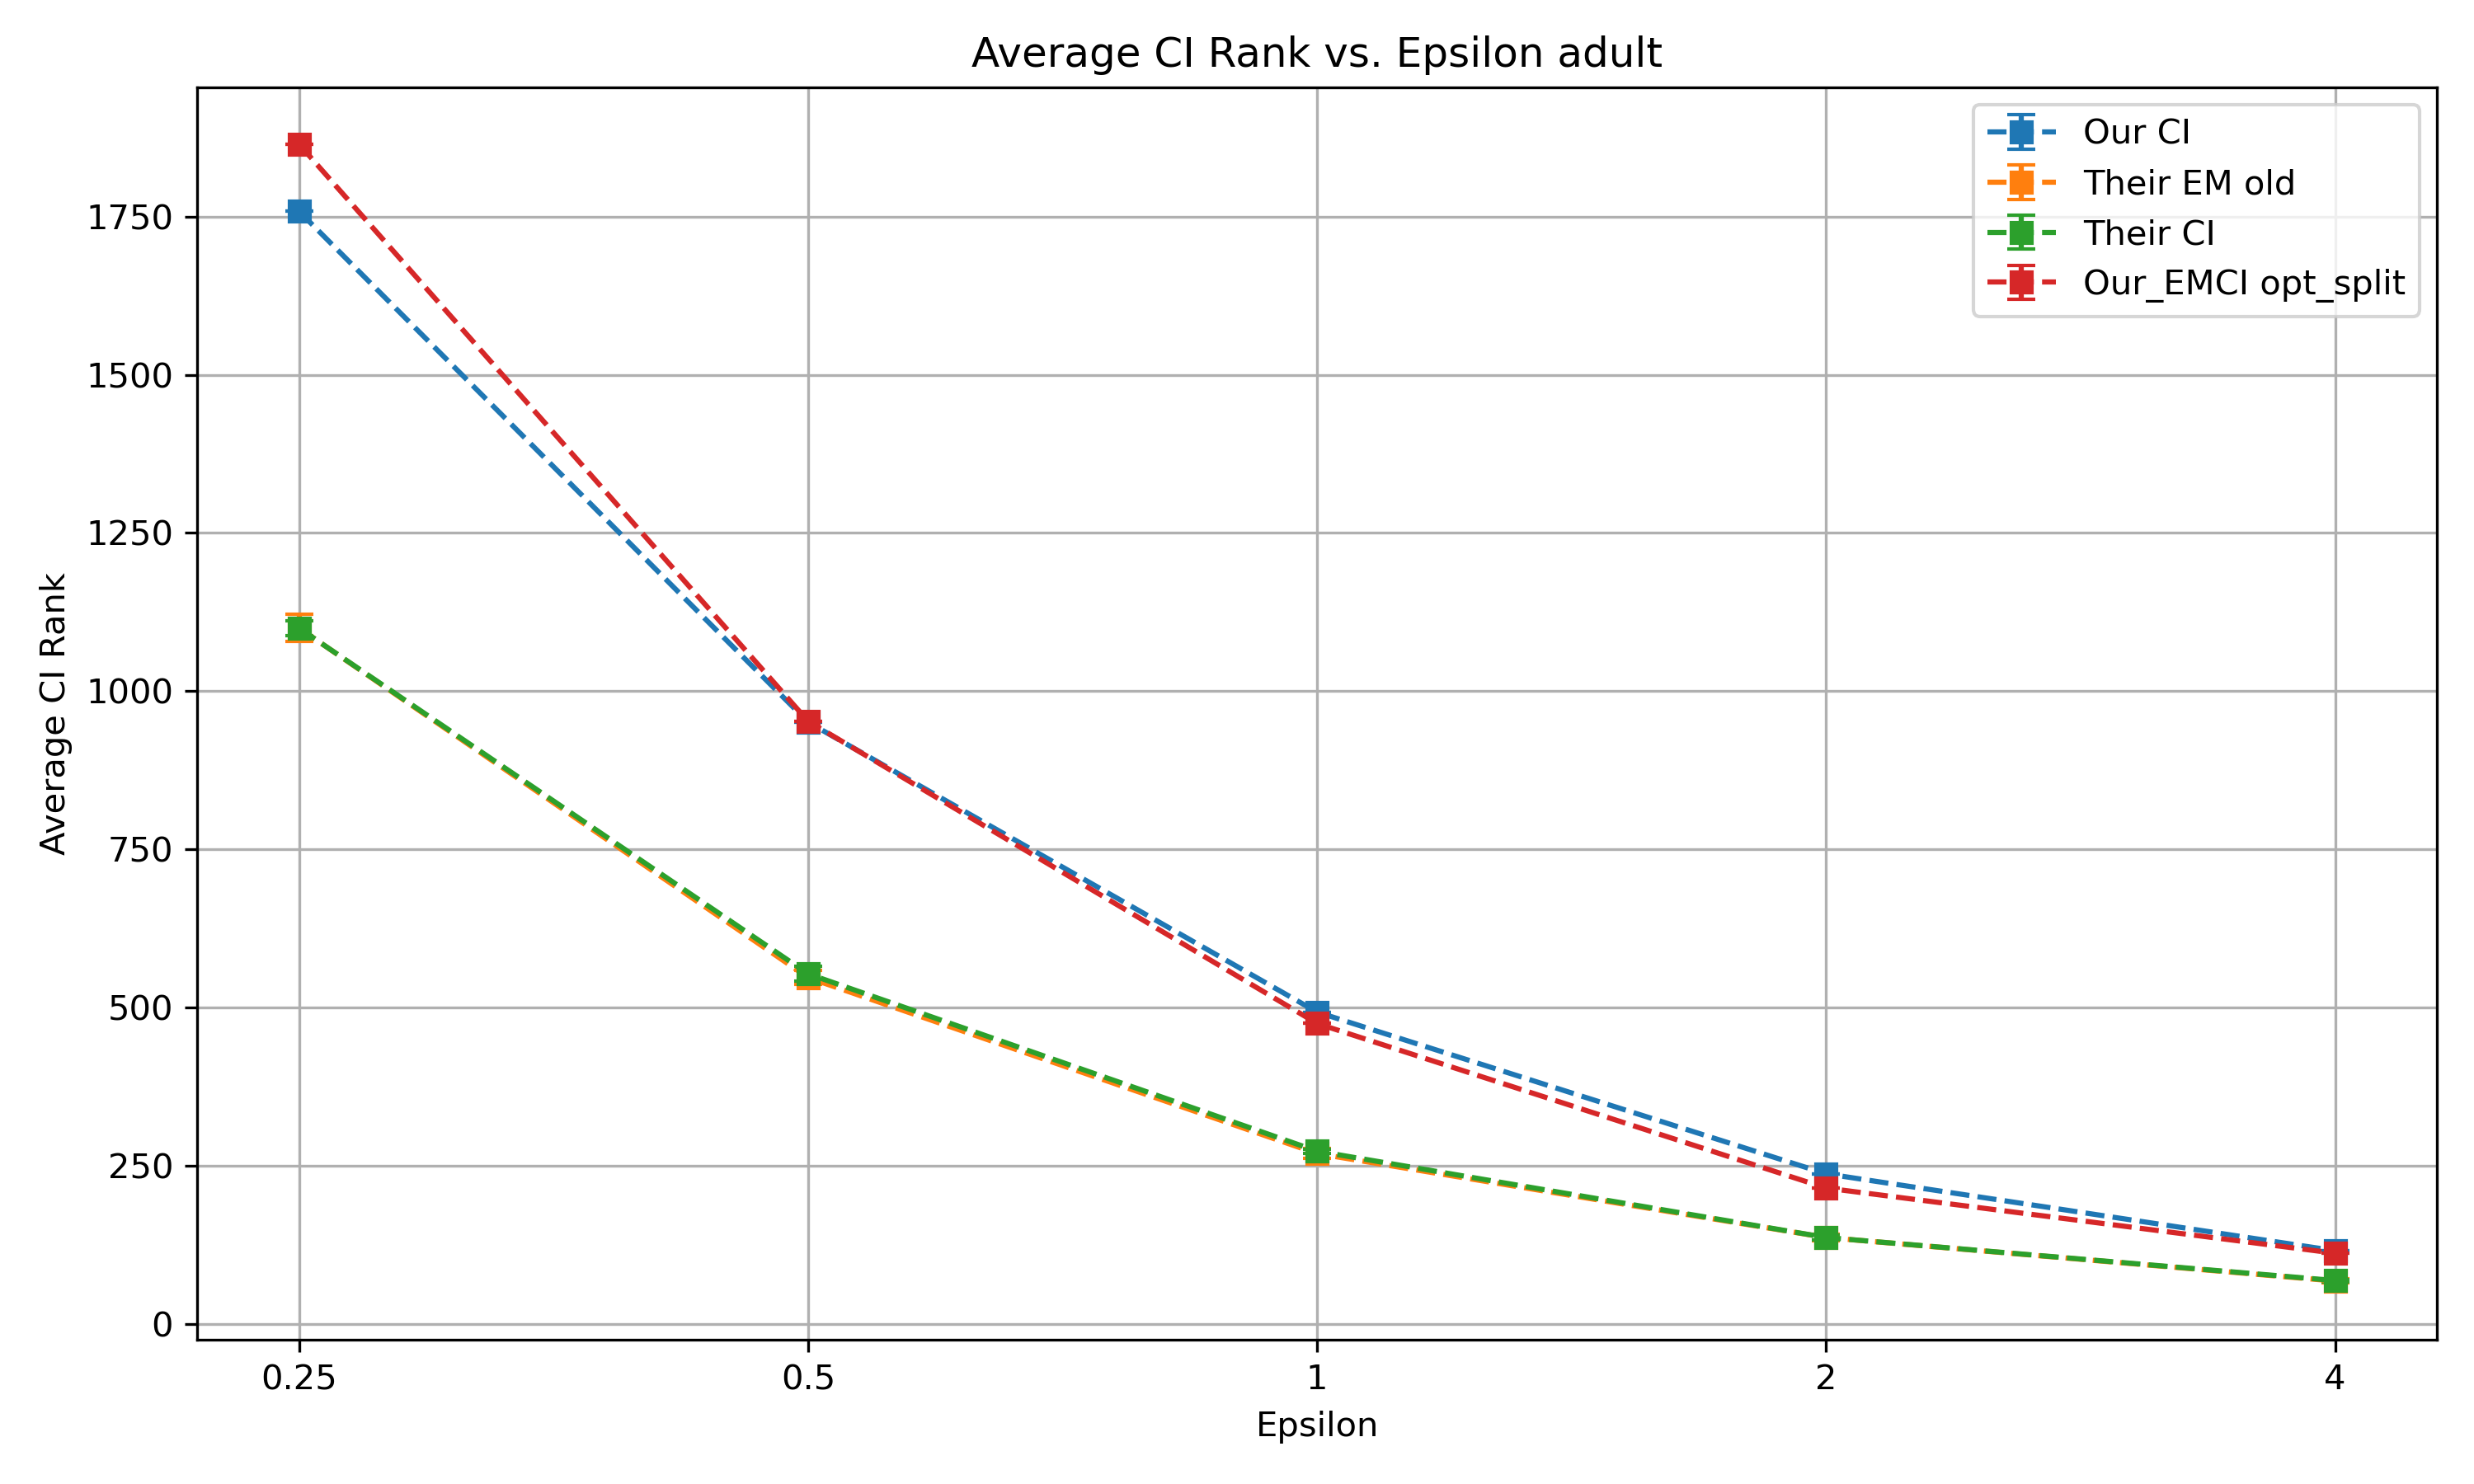 Average CI Rank vs. Epsilon adult
Our CI
Their EM old
Their CI
Our_EMCI opt_split
Average CI Rank
1750
1500
1250
1000
750
500
250
0
0.25 0.5 1 2 4
Epsilon